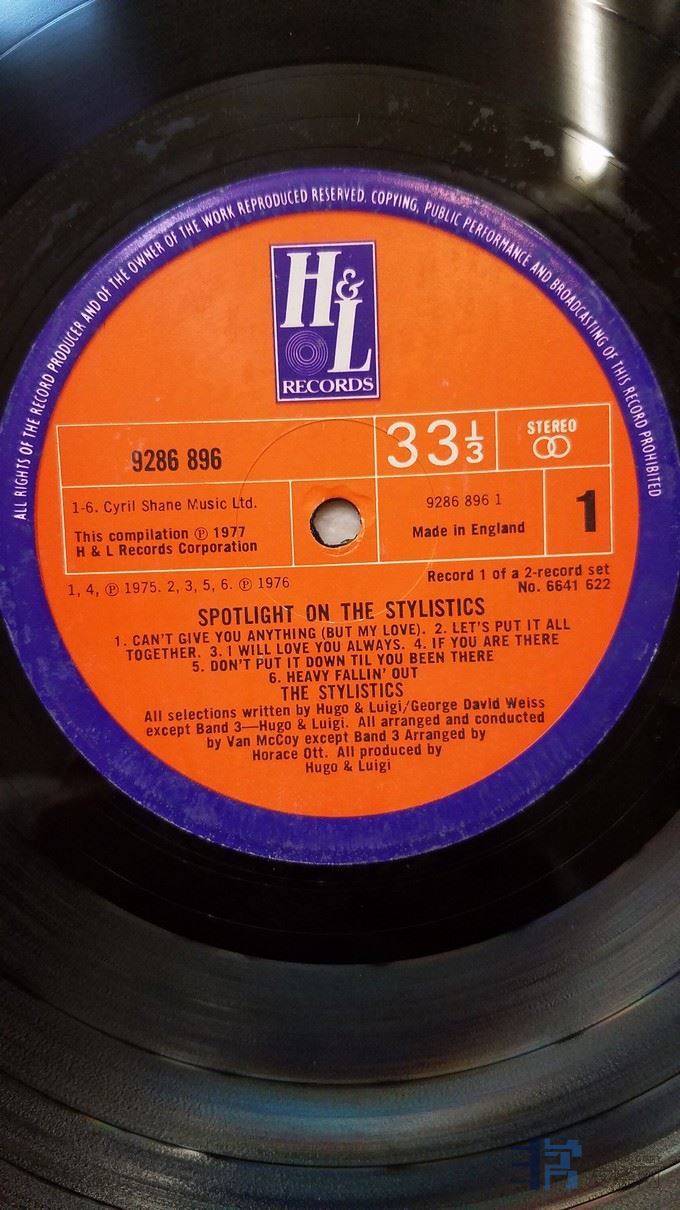 ALL RIGHTS OF THE RECORD PRODUCER AND OF THE OWNER OF THE WORK REPRODUCED RESERVED. COPYING, PUBLIC PERFORMANCE AND BROADCASTING OF THIS RECORD PROHIBITED
H&L
RECORDS
9286 896
33⅓
STEREO
1-6. Cyril Shane Music Ltd.
This compilation ℗ 1977
H & L Records Corporation
9286 896 1
Made in England
1
1, 4, ℗ 1975. 2, 3, 5, 6. ℗ 1976
Record 1 of a 2-record set
No. 6641 622
SPOTLIGHT ON THE STYLISTICS
1. CAN'T GIVE YOU ANYTHING (BUT MY LOVE). 2. LET'S PUT IT ALL
TOGETHER. 3. I WILL LOVE YOU ALWAYS. 4. IF YOU ARE THERE
5. DON'T PUT IT DOWN TIL YOU BEEN THERE
6. HEAVY FALLIN' OUT
THE STYLISTICS
All selections written by Hugo & Luigi/George David Weiss
except Band 3—Hugo & Luigi. All arranged and conducted
by Van McCoy except Band 3 Arranged by
Horace Ott. All produced by
Hugo & Luigi